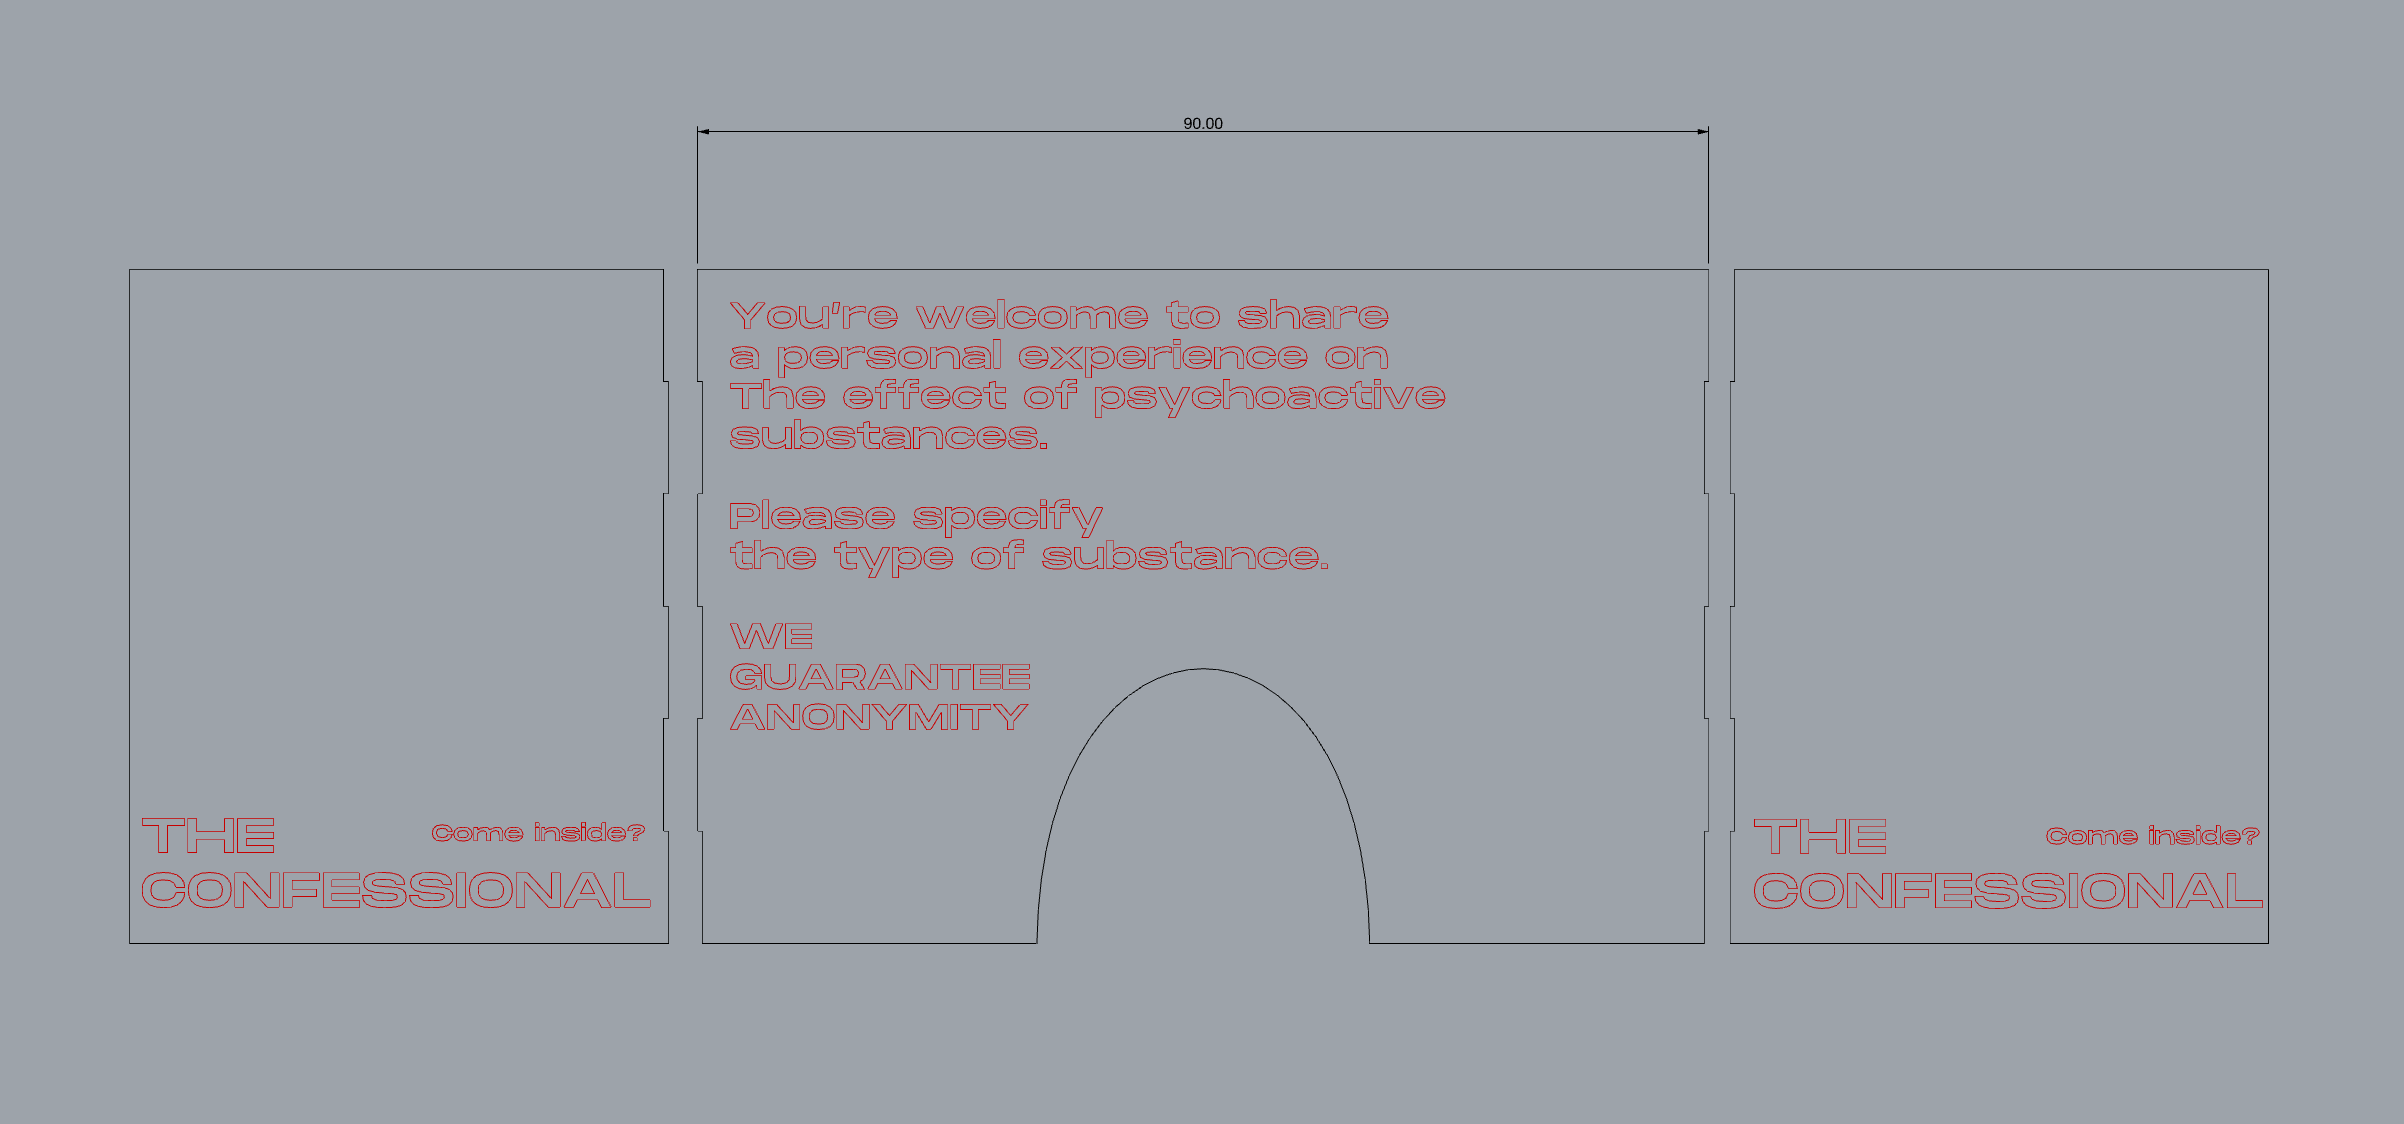 90.00
You're welcome to share
a personal experience on
The effect of psychoactive
substances.
Please specify
the type of substance.
WE
GUARANTEE
ANONYMITY
THE
Come inside?
CONFESSIONAL
THE
Come inside?
CONFESSIONAL